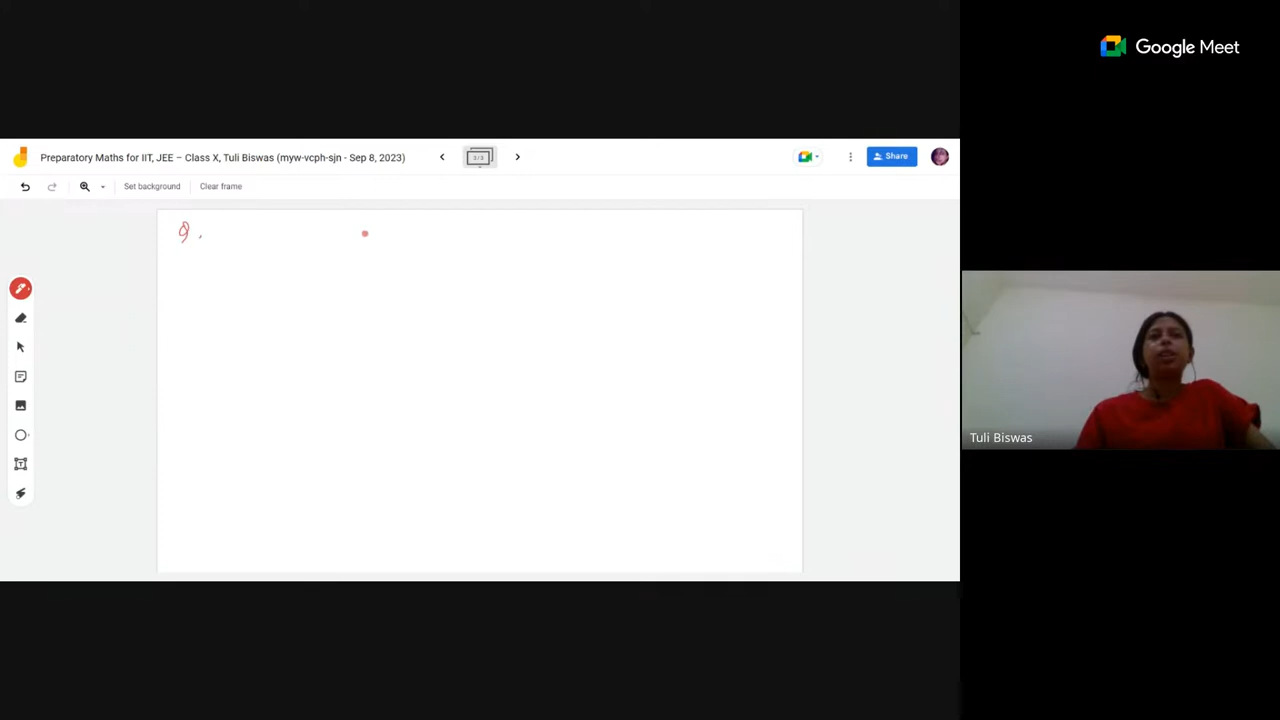 Google Meet
Preparatory Maths for IIT, JEE – Class X, Tuli Biswas (myw-vcph-sjn - Sep 8, 2023)
Share
Set background
Clear frame
Tuli Biswas